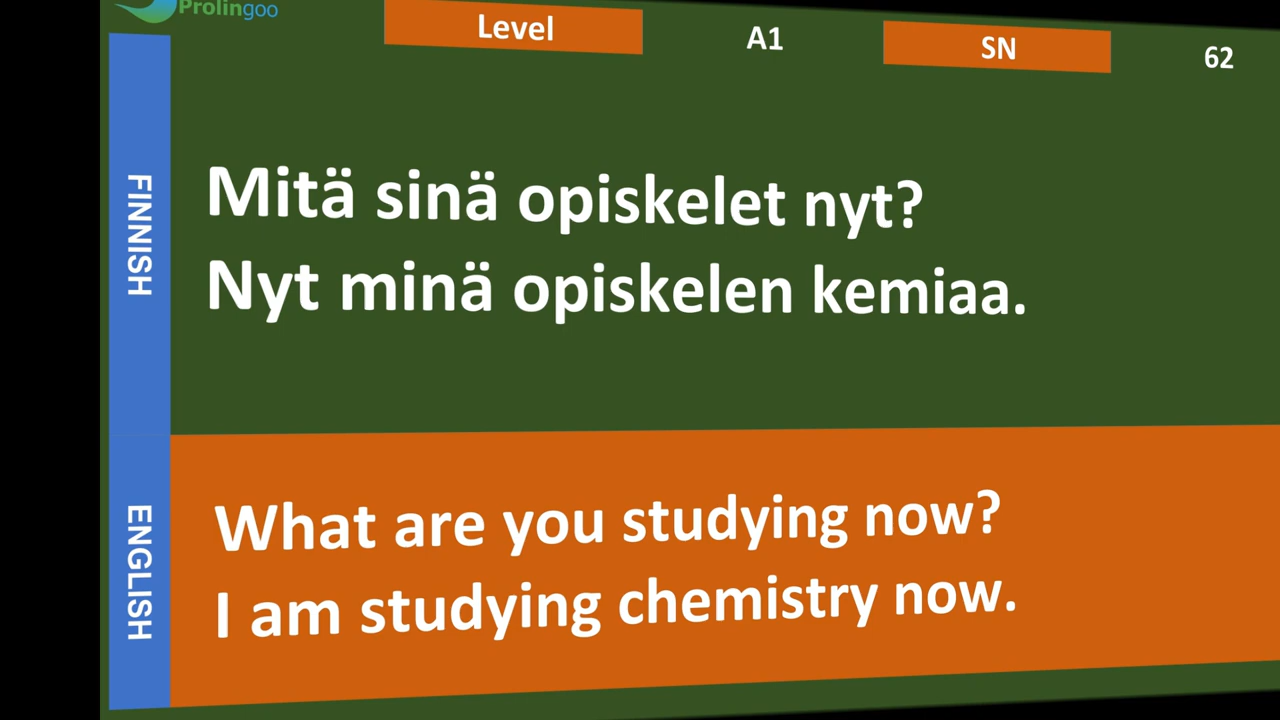 Prolingoo
Level A1 SN 62
FINNISH
Mitä sinä opiskelet nyt?
Nyt minä opiskelen kemiaa.
ENGLISH
What are you studying now?
I am studying chemistry now.